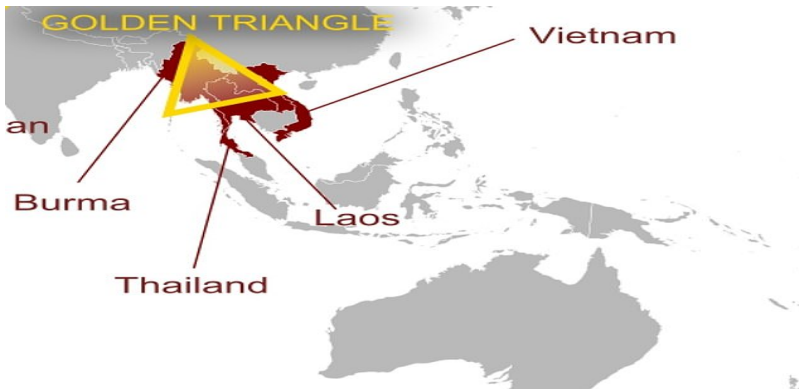 GOLDEN TRIANGLE
Vietnam
an
Burma
Laos
Thailand